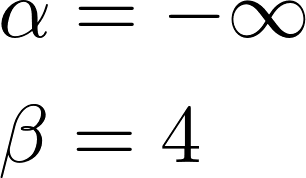 α = −∞
β = 4